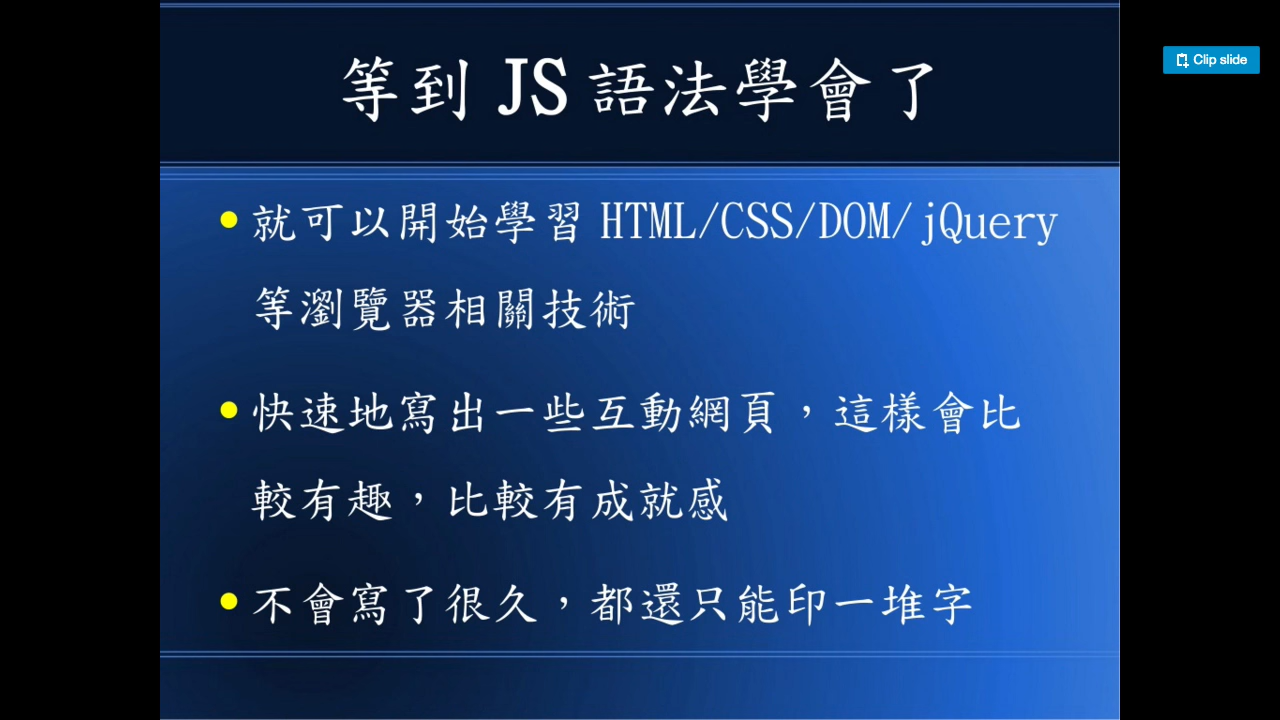 Clip slide
等到 JS 語法學會了
就可以開始學習 HTML/CSS/DOM/jQuery
等瀏覽器相關技術
快速地寫出一些互動網頁，這樣會比
較有趣，比較有成就感
不會寫了很久，都還只能印一堆字